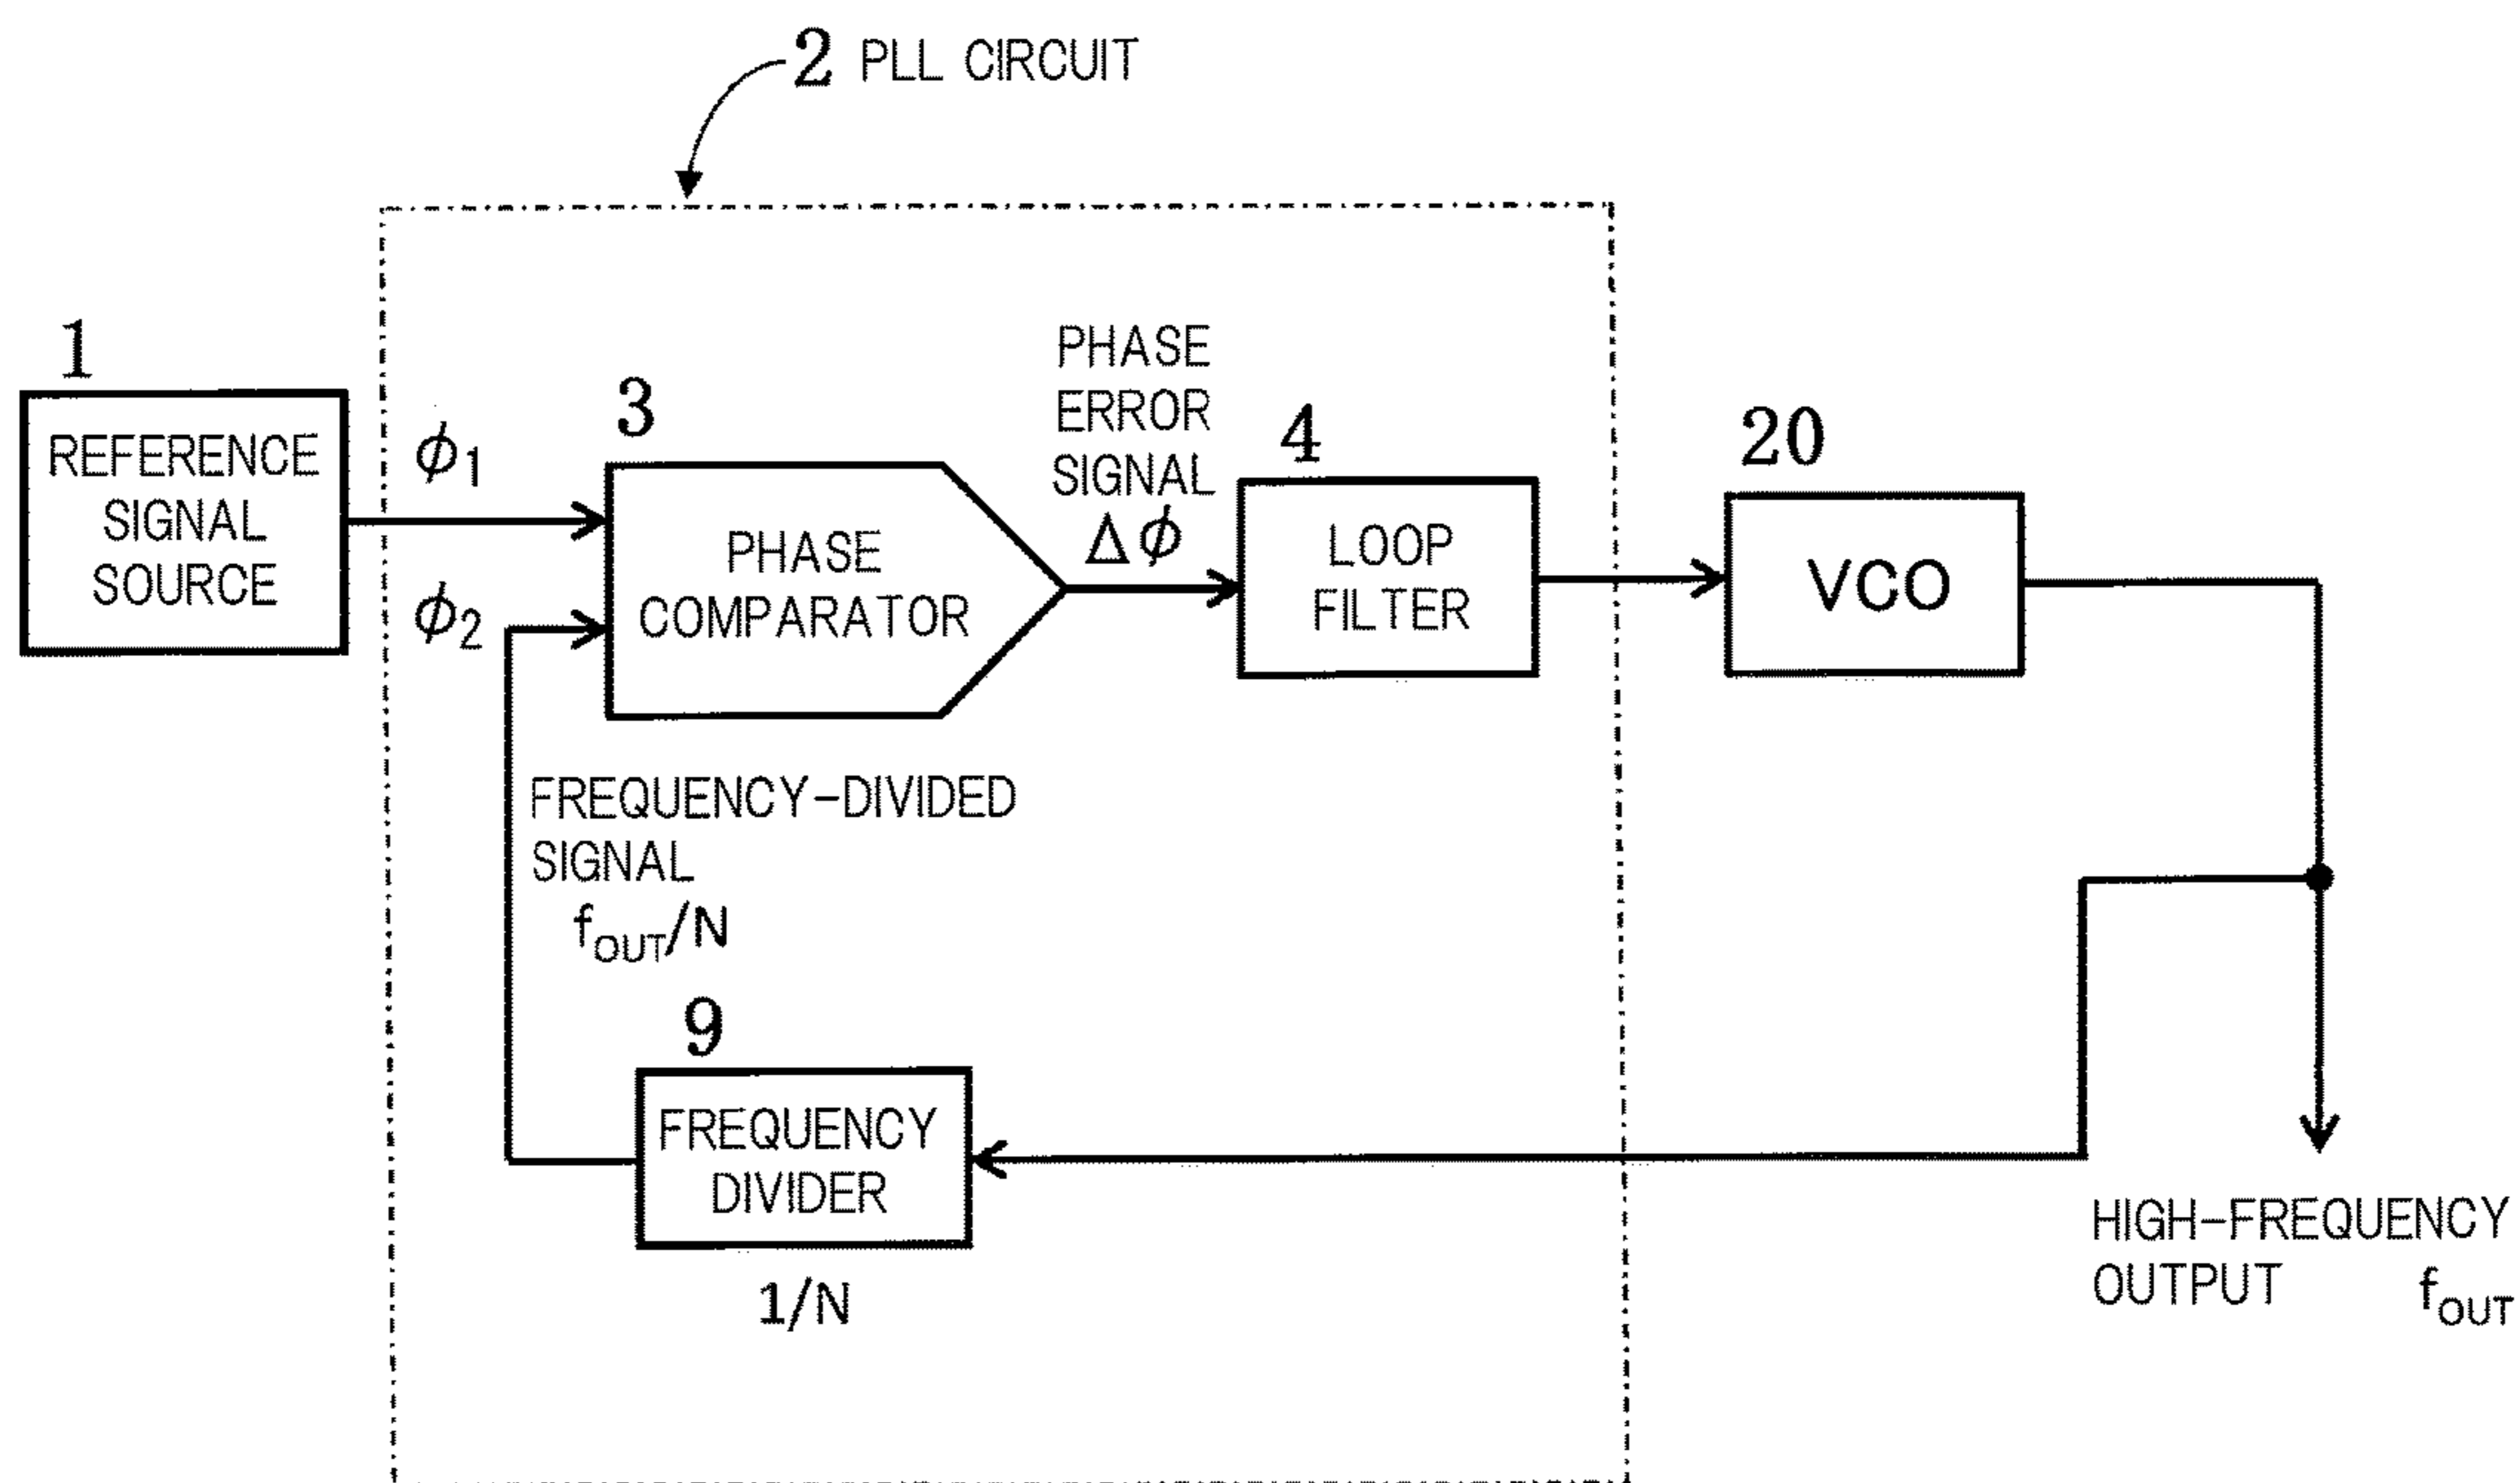 2 PLL CIRCUIT
1
REFERENCE
SIGNAL
SOURCE
ϕ1
ϕ2
3
PHASE
COMPARATOR
PHASE
ERROR
SIGNAL
Δϕ
4
LOOP
FILTER
20
VCO
FREQUENCY-DIVIDED
SIGNAL
fOUT/N
9
FREQUENCY
DIVIDER
1/N
HIGH-FREQUENCY
OUTPUT fOUT